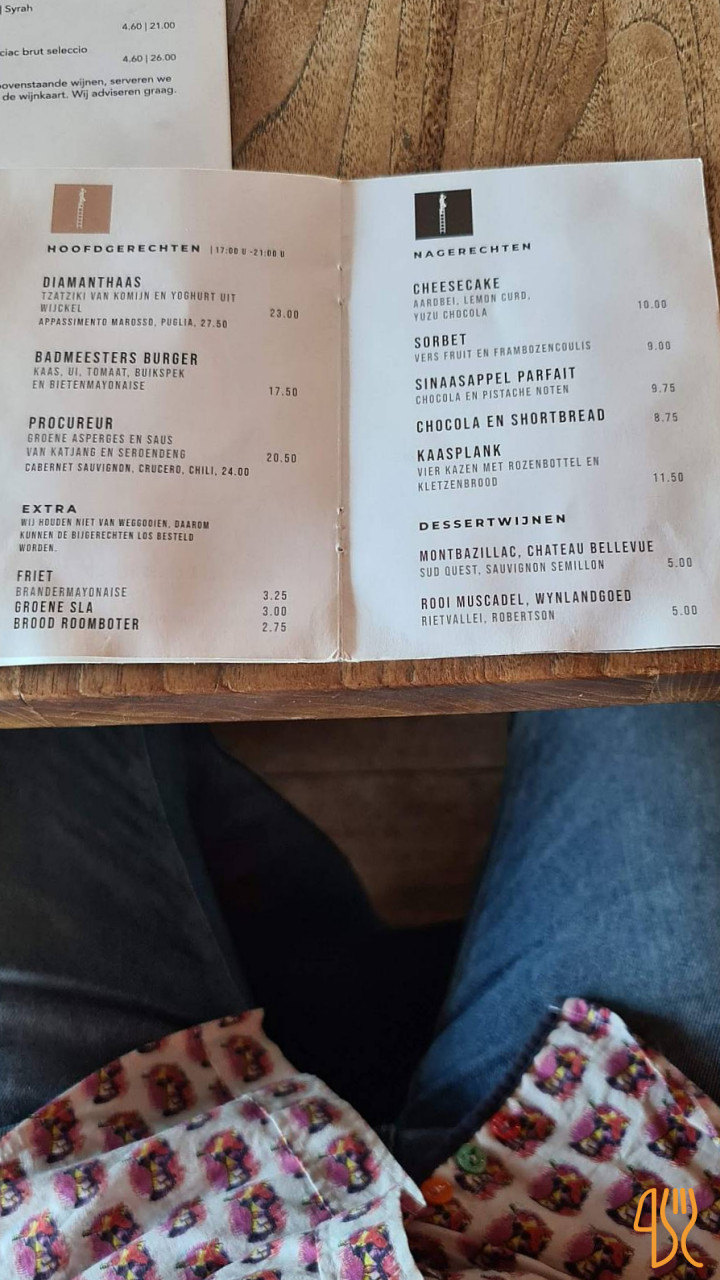 | Syrah
4.60 | 21.00
ciac brut seleccio
4.60 | 26.00
bovenstaande wijnen, serveren we
de wijnkaart. Wij adviseren graag.
HOOFDGERECHTEN | 17:00 U -21:00 U
DIAMANTHAAS
TZATZIKI VAN KOMIJN EN YOGHURT UIT
WIJCKEL 23.00
APPASSIMENTO MAROSSO, PUGLIA, 27.50
BADMEESTERS BURGER
KAAS, UI, TOMAAT, BUIKSPEK
EN BIETENMAYONAISE 17.50
PROCUREUR
GROENE ASPERGES EN SAUS
VAN KATJANG EN SEROENDENG 20.50
CABERNET SAUVIGNON, CRUCERO, CHILI, 24.00
EXTRA
WIJ HOUDEN NIET VAN WEGGOOIEN, DAAROM
KUNNEN DE BIJGERECHTEN LOS BESTELD
WORDEN.
FRIET
BRANDERMAYONAISE 3.25
GROENE SLA 3.00
BROOD ROOMBOTER 2.75
NAGERECHTEN
CHEESECAKE
AARDBEI, LEMON CURD, 10.00
YUZU CHOCOLA
SORBET
VERS FRUIT EN FRAMBOZENCOULIS 9.00
SINAASAPPEL PARFAIT
CHOCOLA EN PISTACHE NOTEN 9.75
CHOCOLA EN SHORTBREAD 8.75
KAASPLANK
VIER KAZEN MET ROZENBOTTEL EN
KLETZENBROOD 11.50
DESSERTWIJNEN
MONTBAZILLAC, CHATEAU BELLEVUE
SUD OUEST, SAUVIGNON SEMILLON 5.00
ROOI MUSCADEL, WYNLANDGOED
RIETVALLEI, ROBERTSON 5.00